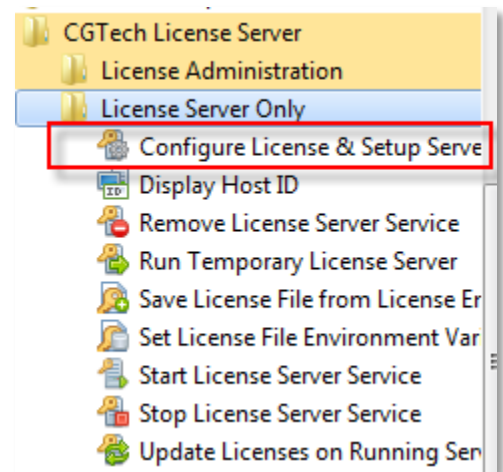 CGTech License Server
License Administration
License Server Only
Configure License & Setup Serve
Display Host ID
Remove License Server Service
Run Temporary License Server
Save License File from License Er
Set License File Environment Var
Start License Server Service
Stop License Server Service
Update Licenses on Running Serv